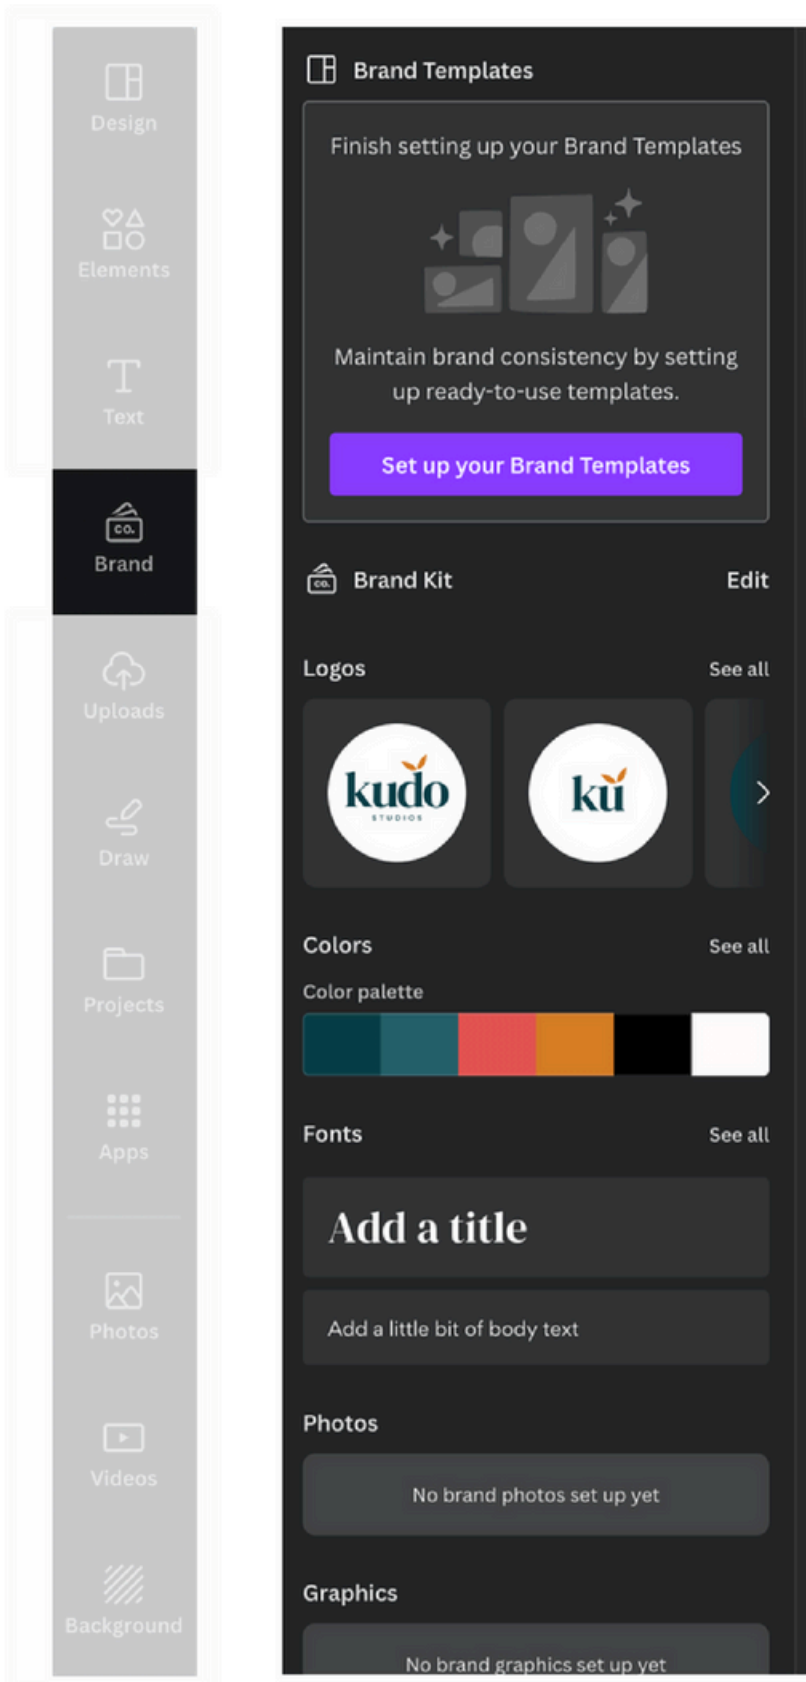 Design
Elements
Text
CO.
Brand
Uploads
Draw
Projects
Apps
Photos
Videos
Background
Brand Templates
Finish setting up your Brand Templates
Maintain brand consistency by setting
up ready-to-use templates.
Set up your Brand Templates
CO.
Brand Kit
Edit
Logos
See all
kudo
STUDIOS
ku
Colors
See all
Color palette
Fonts
See all
Add a title
Add a little bit of body text
Photos
No brand photos set up yet
Graphics
No brand graphics set up yet